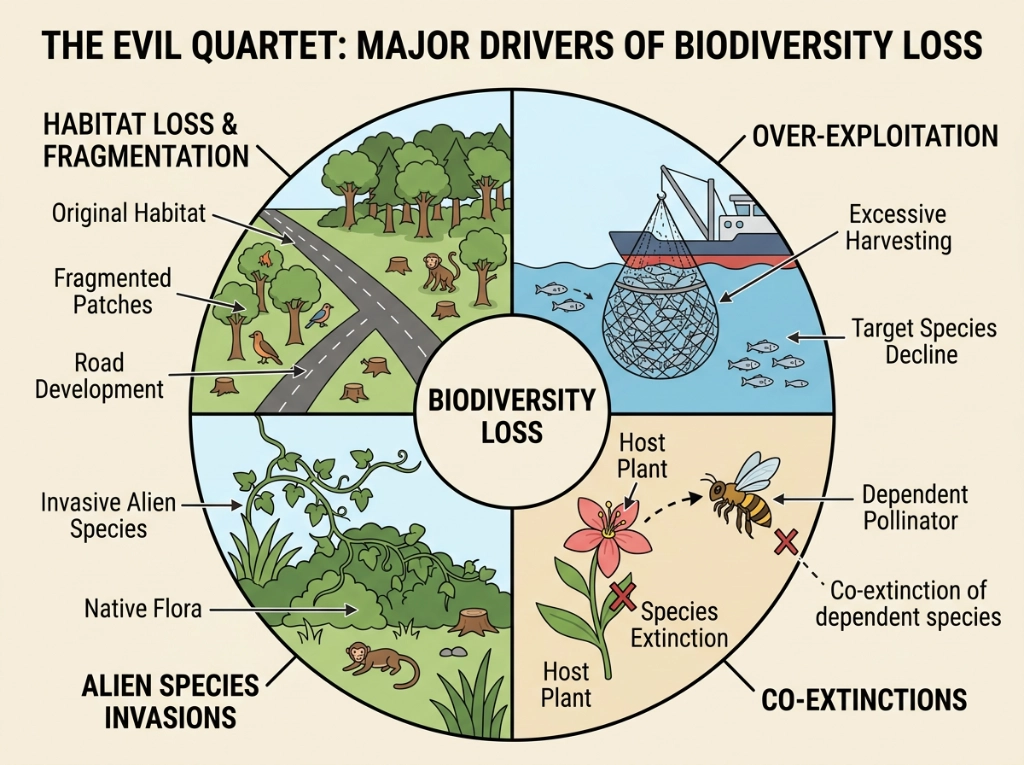 THE EVIL QUARTET: MAJOR DRIVERS OF BIODIVERSITY LOSS
HABITAT LOSS &
FRAGMENTATION
Original Habitat
Fragmented
Patches
Road
Development
OVER-EXPLOITATION
Excessive
Harvesting
Target Species
Decline
BIODIVERSITY
LOSS
Invasive Alien
Species
Native Flora
ALIEN SPECIES
INVASIONS
Host
Plant
Dependent
Pollinator
Species
Extinction
Host
Plant
Co-extinction of
dependent species
CO-EXTINCTIONS